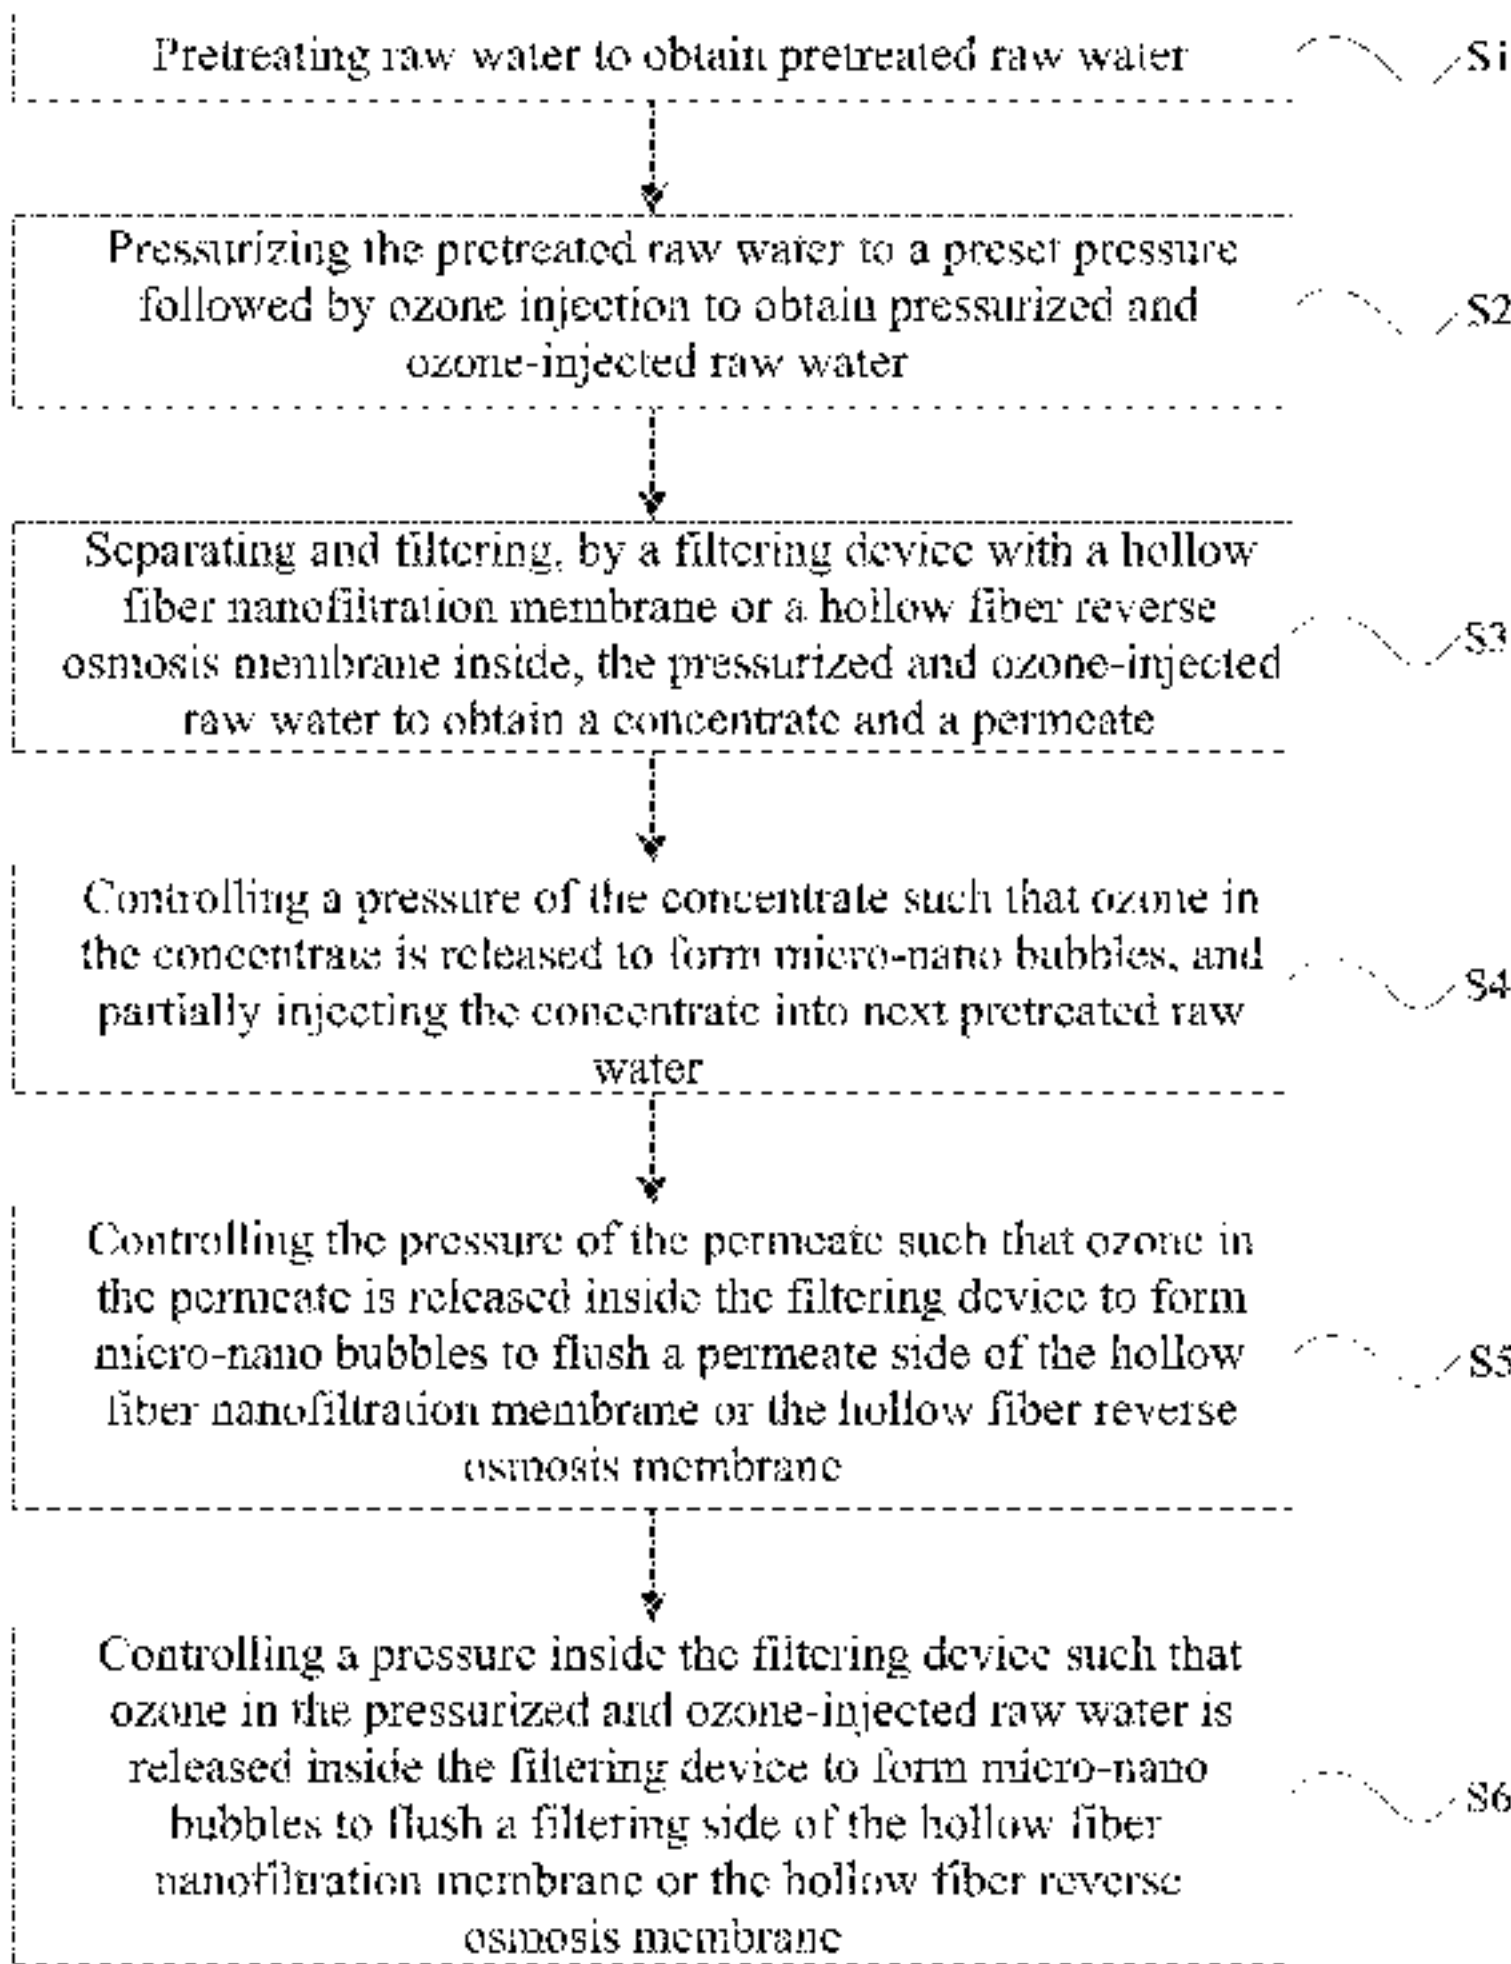 Pretreating raw water to obtain pretreated raw water
S1
Pressurizing the pretreated raw water to a preset pressure
followed by ozone injection to obtain pressurized and
ozone-injected raw water
S2
Separating and filtering, by a filtering device with a hollow
fiber nanofiltration membrane or a hollow fiber reverse
osmosis membrane inside, the pressurized and ozone-injected
raw water to obtain a concentrate and a permeate
S3
Controlling a pressure of the concentrate such that ozone in
the concentrate is released to form micro-nano bubbles, and
partially injecting the concentrate into next pretreated raw
water
S4
Controlling the pressure of the permeate such that ozone in
the permeate is released inside the filtering device to form
micro-nano bubbles to flush a permeate side of the hollow
fiber nanofiltration membrane or the hollow fiber reverse
osmosis membrane
S5
Controlling a pressure inside the filtering device such that
ozone in the pressurized and ozone-injected raw water is
released inside the filtering device to form micro-nano
bubbles to flush a filtering side of the hollow fiber
nanofiltration membrane or the hollow fiber reverse
osmosis membrane
S6